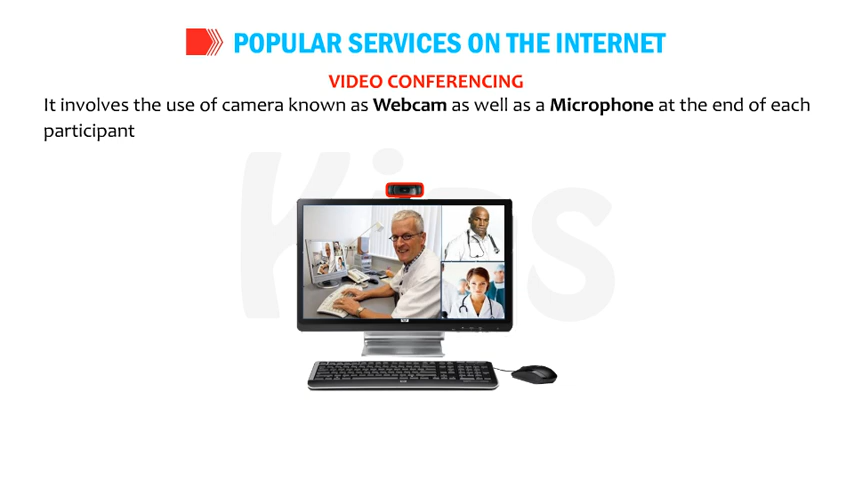 POPULAR SERVICES ON THE INTERNET
VIDEO CONFERENCING
It involves the use of camera known as Webcam as well as a Microphone at the end of each
participant
Kips